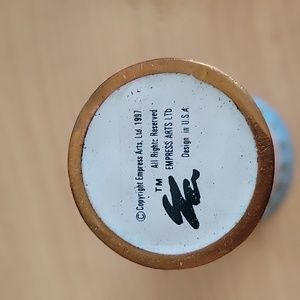 © Copyright Empress Arts, Ltd. 1997
All Rights Reserved
EMPRESS ARTS LTD.
Design in U.S.A.
TM